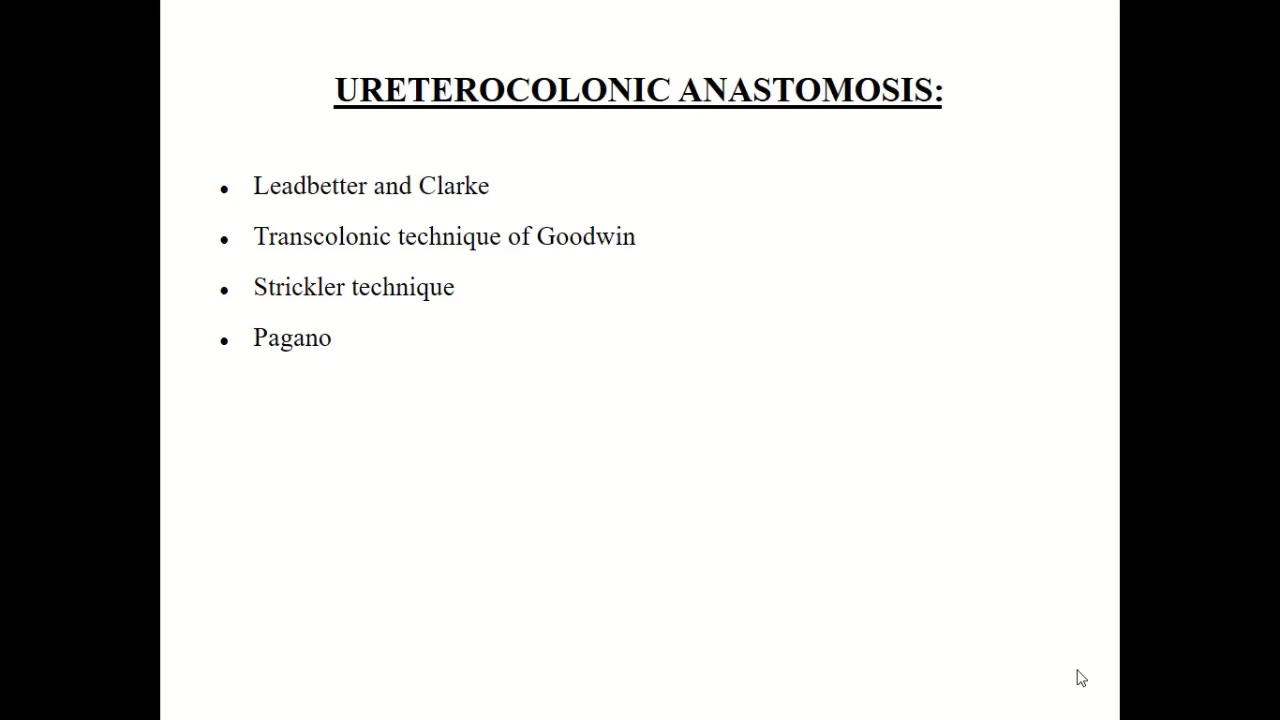 URETEROCOLONIC ANASTOMOSIS:
• Leadbetter and Clarke
• Transcolonic technique of Goodwin
• Strickler technique
• Pagano